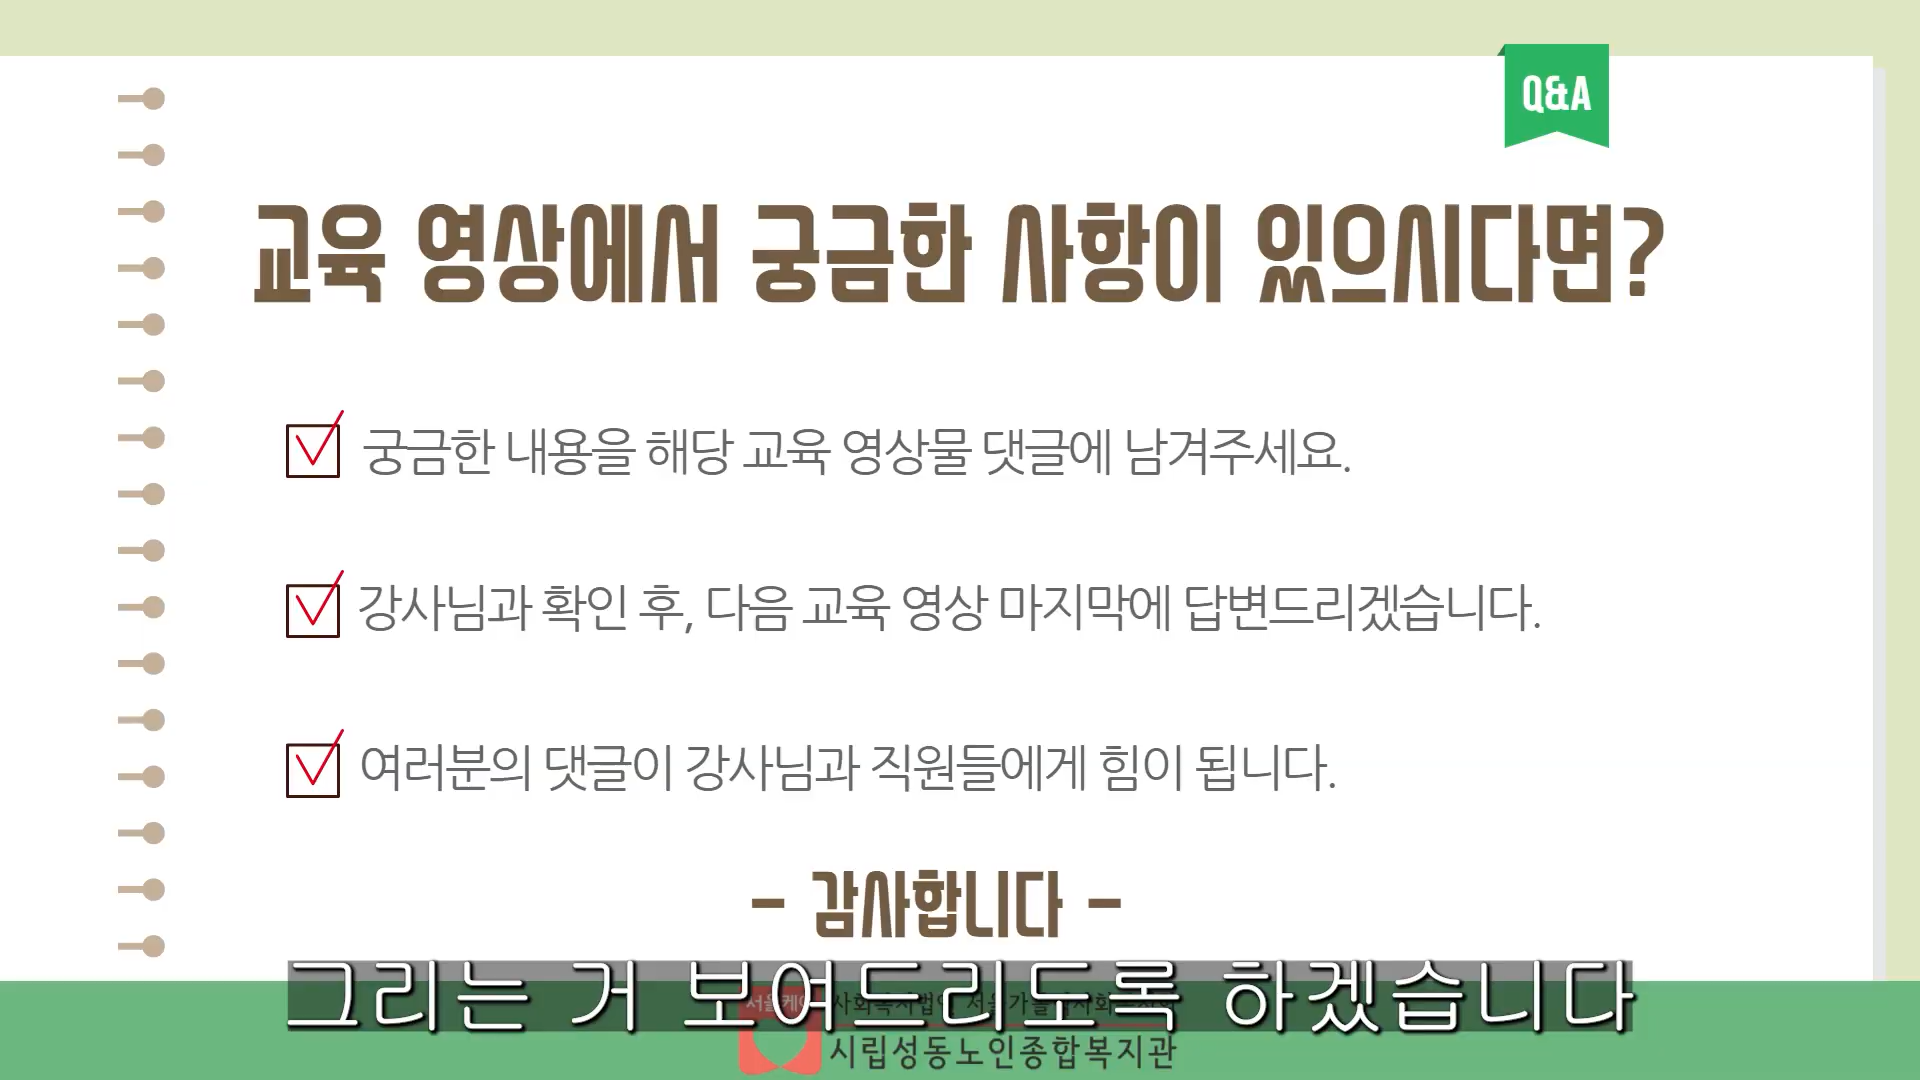 Q&A
교육 영상에서 궁금한 사항이 있으시다면?
궁금한 내용을 해당 교육 영상물 댓글에 남겨주세요.
강사님과 확인 후, 다음 교육 영상 마지막에 답변드리겠습니다.
여러분의 댓글이 강사님과 직원들에게 힘이 됩니다.
- 감사합니다 -
그리는 거 보여드리도록 하겠습니다
서울케어
시립성동노인종합복지관